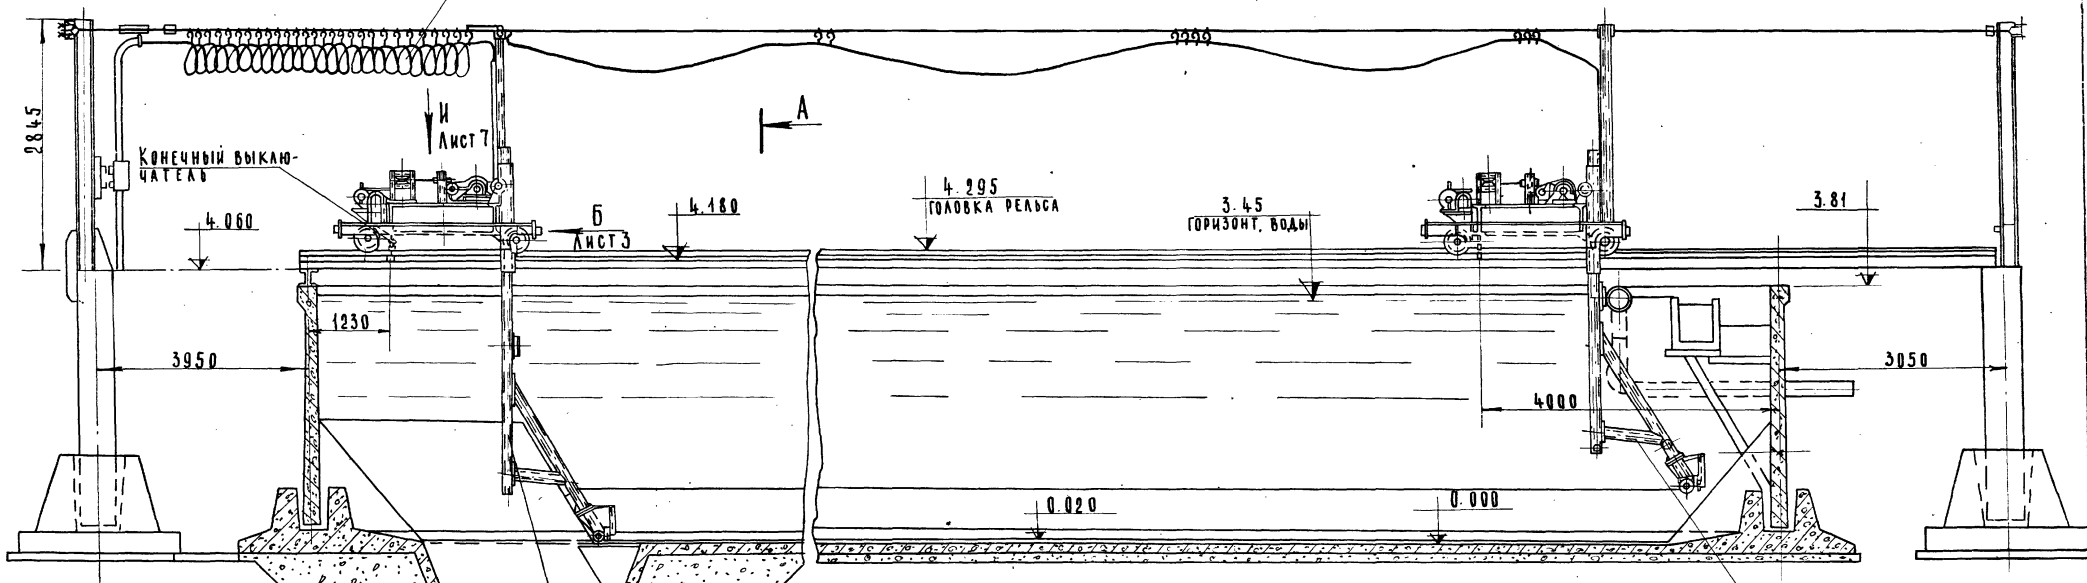 2845
И
Лист 7
А
Конечный выклю-
чатель
4.060
Б
Лист 3
4.180
4.295
головка рельса
3.45
горизонт. воды
3.81
1230
3950
4000
3050
0.020
0.000